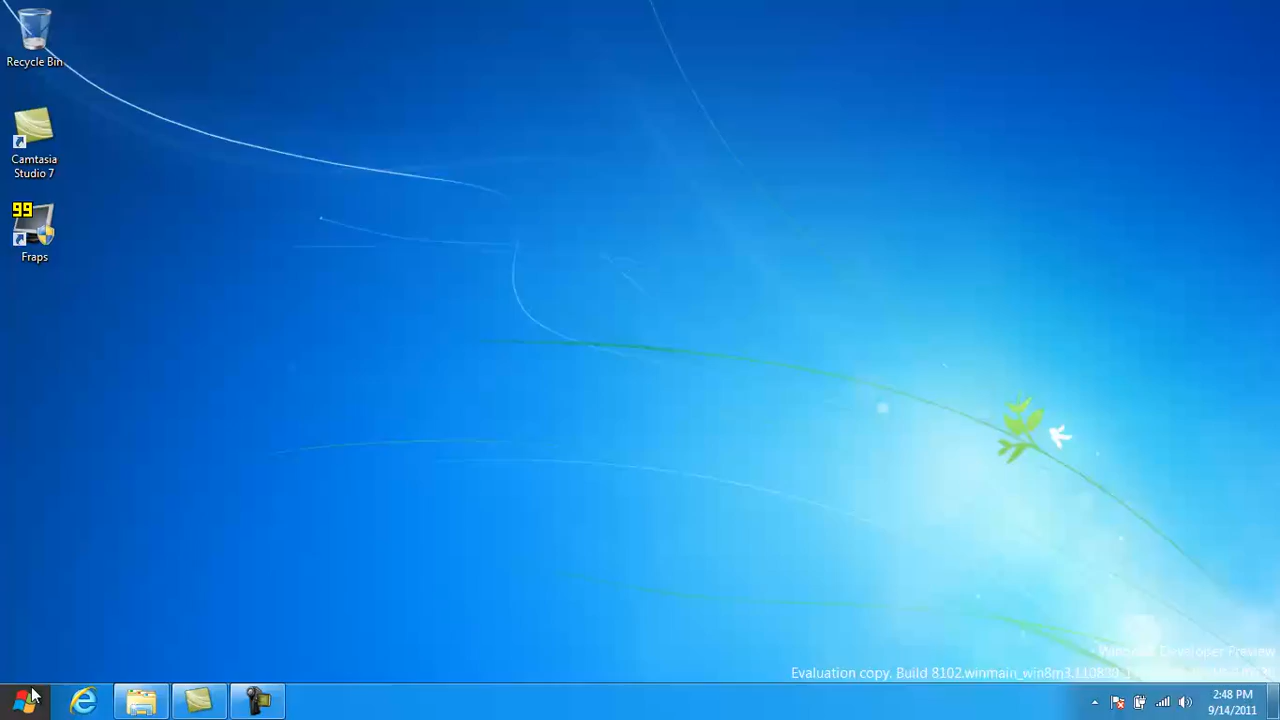 Recycle Bin
Camtasia
Studio 7
99
Fraps
Windows Developer Preview
Evaluation copy. Build 8102.winmain_win8m3.110830
2:48 PM
9/14/2011